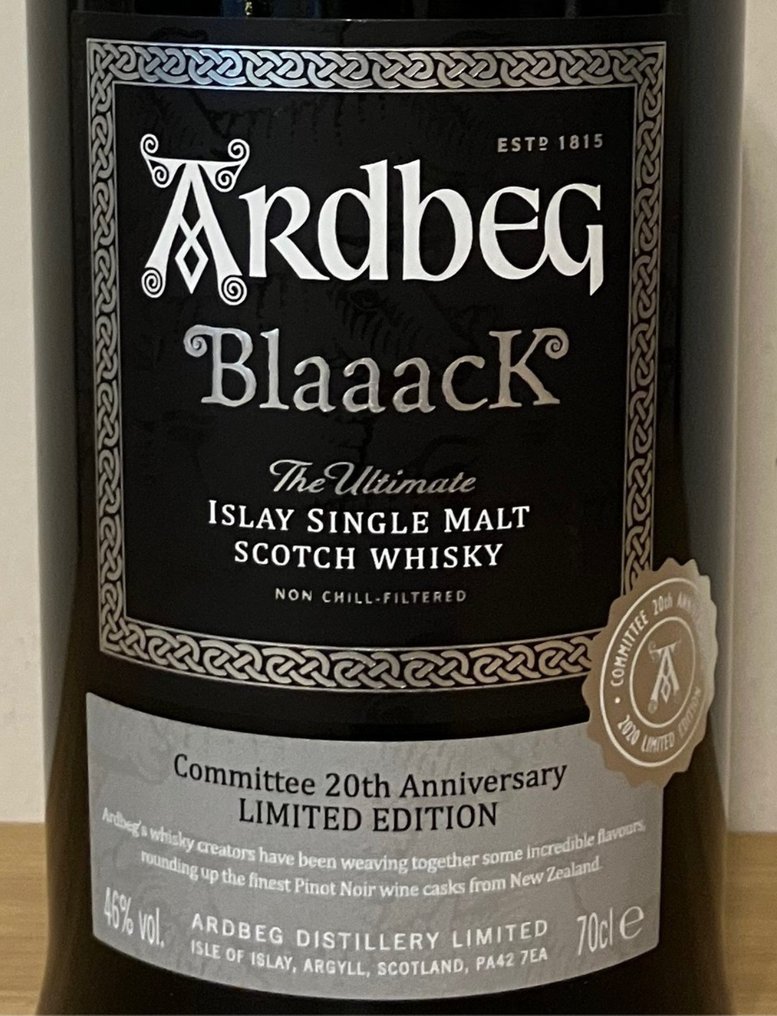 ESTD 1815
ARdbEG
BlaaacK
The Ultimate
ISLAY SINGLE MALT
SCOTCH WHISKY
NON CHILL-FILTERED
COMMITTEE 20th
A
2020 LIMITED EDITION
Committee 20th Anniversary
LIMITED EDITION
Ardbeg's whisky creators have been weaving together some incredible flavours,
rounding up the finest Pinot Noir wine casks from New Zealand
46% vol.
ARDBEG DISTILLERY LIMITED
70cl e
ISLE OF ISLAY, ARGYLL, SCOTLAND, PA42 7EA